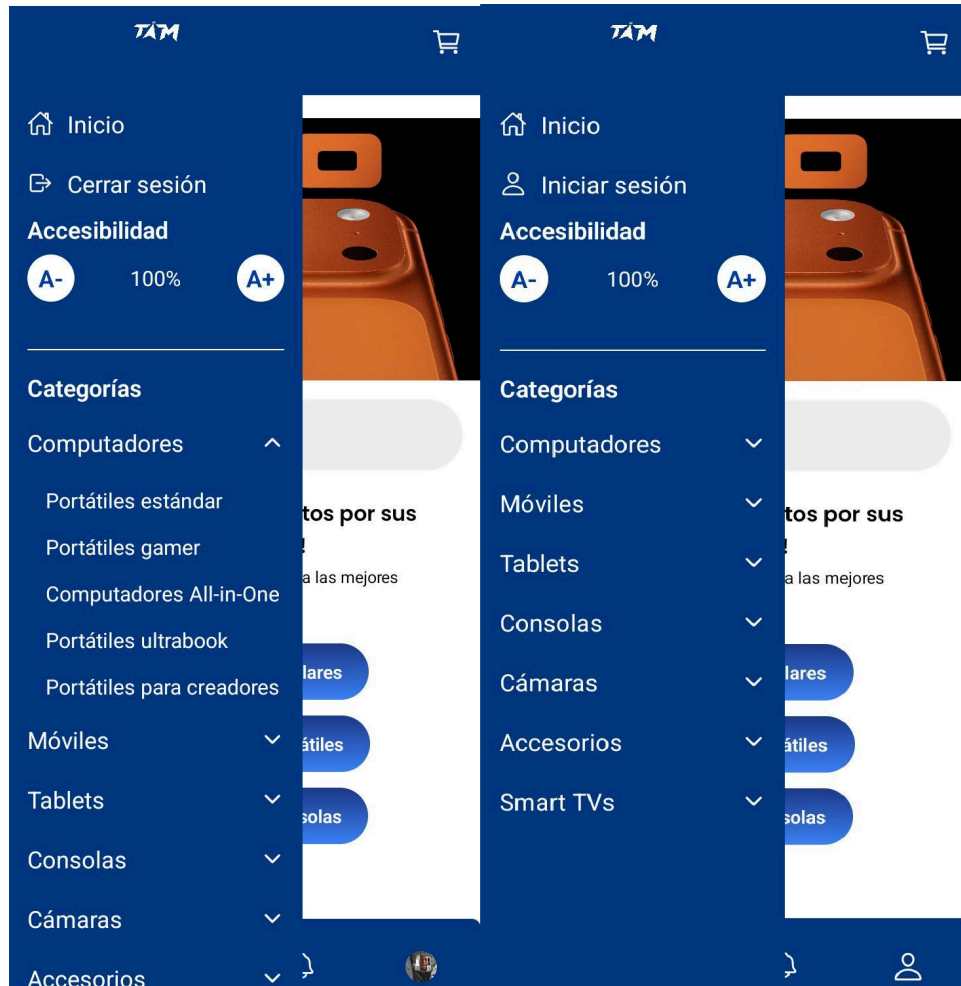 TAM
Inicio
Cerrar sesión
Accesibilidad
A- 100% A+
Categorías
Computadores
Portátiles estándar
Portátiles gamer
Computadores All-in-One
Portátiles ultrabook
Portátiles para creadores
Móviles
Tablets
Consolas
Cámaras
Accesorios
tos por sus
!
a las mejores
lares
átiles
solas
TAM
Inicio
Iniciar sesión
Accesibilidad
A- 100% A+
Categorías
Computadores
Móviles
Tablets
Consolas
Cámaras
Accesorios
Smart TVs
tos por sus
!
a las mejores
lares
átiles
solas